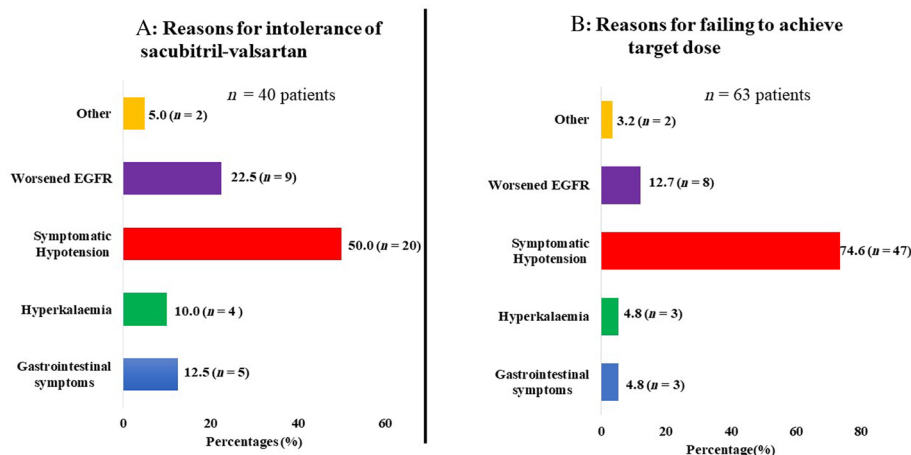 A: Reasons for intolerance of
sacubitril-valsartan
n = 40 patients
Other
5.0 (n = 2)
Worsened EGFR
22.5 (n = 9)
Symptomatic
Hypotension
50.0 (n = 20)
Hyperkalaemia
10.0 (n = 4 )
Gastrointestinal
symptoms
12.5 (n = 5)
0 20 40 60
Percentages (%)
B: Reasons for failing to achieve
target dose
n = 63 patients
Other
3.2 (n = 2)
Worsened EGFR
12.7 (n = 8)
Symptomatic
Hypotension
74.6 (n = 47)
Hyperkalaemia
4.8 (n = 3)
Gastrointestinal
symptoms
4.8 (n = 3)
0 20 40 60 80
Percentage(%)